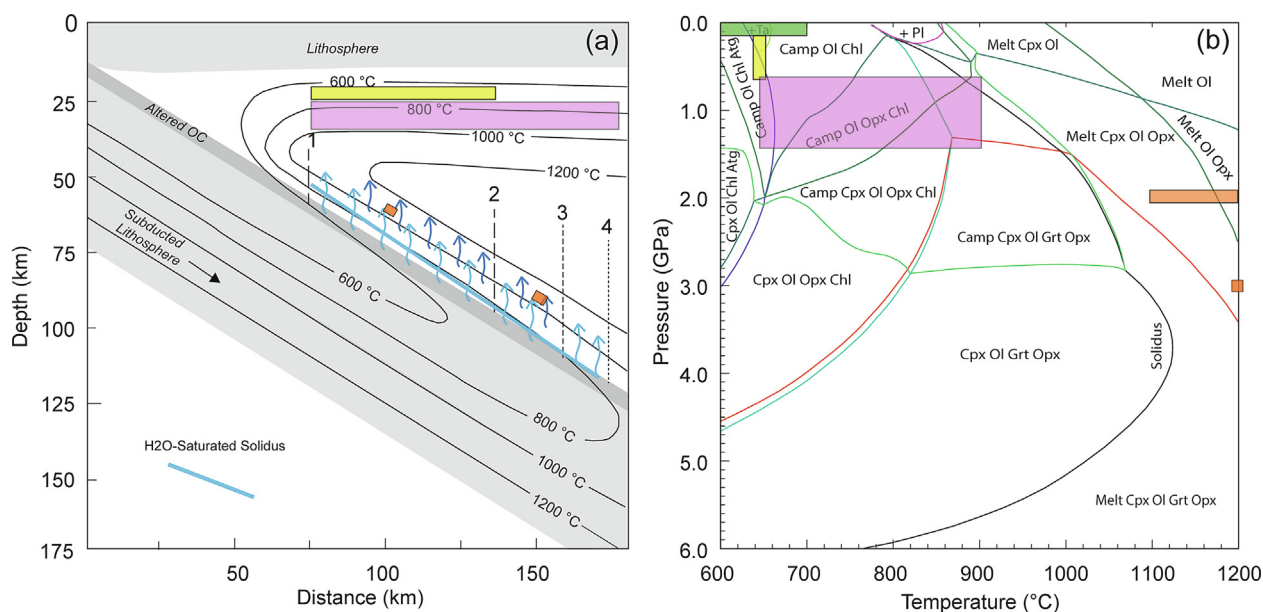 (a)
Lithosphere
600 °C
800 °C
1000 °C
1200 °C
Altered OC
1
2
3
4
Subducted
Lithosphere
600 °C
800 °C
1000 °C
1200 °C
H2O-Saturated Solidus
0
25
50
75
100
125
150
175
Depth (km)
50
100
150
Distance (km)
(b)
+Ta
+ Pl
Camp Ol Chl
Melt Cpx Ol
Melt Ol
Camp Ol Chl Atg
Camp Ol Opx Chl
Melt Cpx Ol Opx
Melt Ol Opx
Cpx Ol Chl Atg
Camp Cpx Ol Opx Chl
Camp Cpx Ol Grt Opx
Cpx Ol Opx Chl
Cpx Ol Grt Opx
Solidus
Melt Cpx Ol Grt Opx
0.0
1.0
2.0
3.0
4.0
5.0
6.0
Pressure (GPa)
600
700
800
900
1000
1100
1200
Temperature (°C)